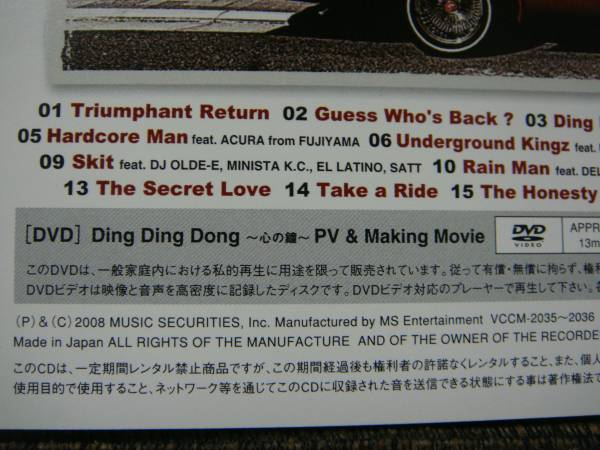 01 Triumphant Return 02 Guess Who's Back ? 03 Ding
05 Hardcore Man feat. ACURA from FUJIYAMA 06 Underground Kingz feat.
09 Skit feat. DJ OLDE-E, MINISTA K.C., EL LATINO, SATT 10 Rain Man feat. DEL
13 The Secret Love 14 Take a Ride 15 The Honesty
[DVD] Ding Ding Dong ～心の鐘～ PV & Making Movie DVD VIDEO APPR
13m
このDVDは、一般家庭内における私的再生に用途を限って販売されています。従って有償・無償に拘らず、権利
DVDビデオは映像と音声を高密度に記録したディスクです。DVDビデオ対応のプレーヤーで再生して下さい。
(P) & (C) 2008 MUSIC SECURITIES, Inc. Manufactured by MS Entertainment VCCM-2035～2036
Made in Japan ALL RIGHTS OF THE MANUFACTURE AND OF THE OWNER OF THE RECORDE
このCDは、一定期間レンタル禁止商品ですが、この期間経過後も権利者の許諾なくレンタルすること、また、個人
使用目的で使用すること、ネットワーク等を通じてこのCDに収録された音を送信できる状態にする事は著作権法で